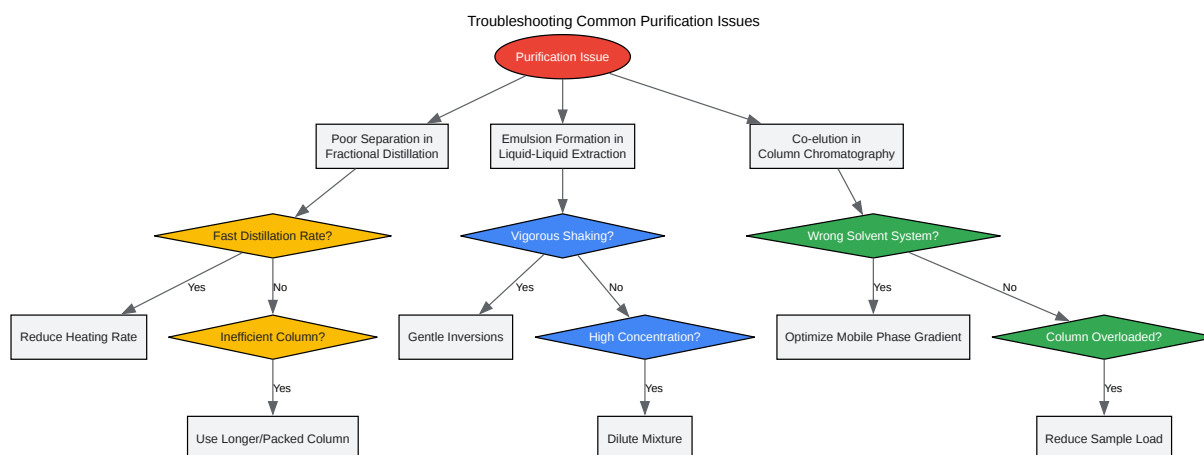 Troubleshooting Common Purification Issues
Purification Issue
Poor Separation in
Fractional Distillation
Emulsion Formation in
Liquid-Liquid Extraction
Co-elution in
Column Chromatography
Fast Distillation Rate?
Vigorous Shaking?
Wrong Solvent System?
Yes
No
Yes
No
Yes
No
Reduce Heating Rate
Inefficient Column?
Gentle Inversions
High Concentration?
Optimize Mobile Phase Gradient
Column Overloaded?
Yes
Yes
Yes
Use Longer/Packed Column
Dilute Mixture
Reduce Sample Load